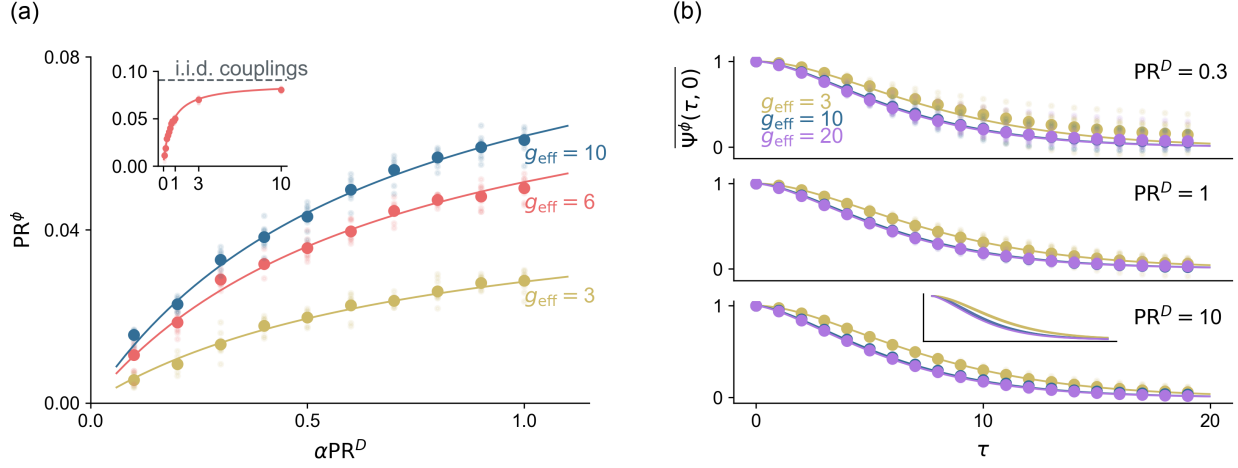 (a)
0.08
0.04
0.00
PR^ϕ
0.0
0.5
1.0
αPR^D
0.10
0.05
0.00
0 1 3 10
i.i.d. couplings
g_eff = 10
g_eff = 6
g_eff = 3
(b)
Ψ^ϕ(τ, 0)
1
0
PR^D = 0.3
g_eff = 3
g_eff = 10
g_eff = 20
1
0
PR^D = 1
1
0
PR^D = 10
0
10
20
τ